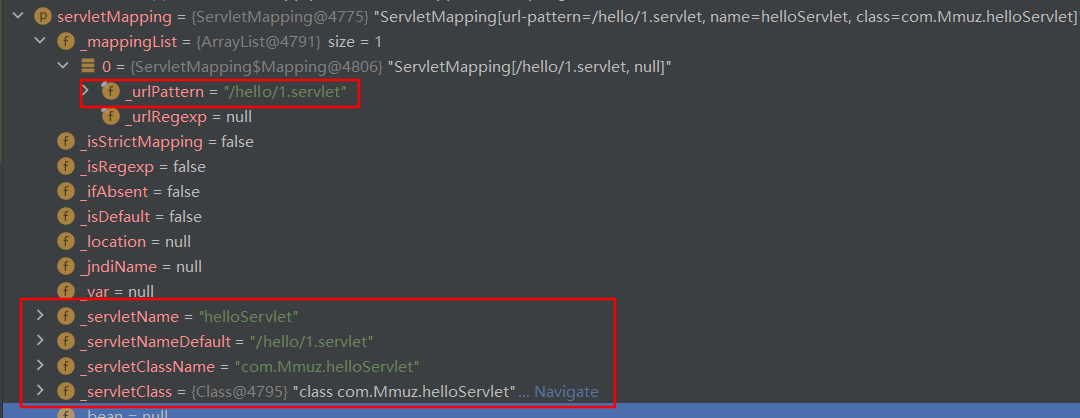 servletMapping = {ServletMapping@4775} "ServletMapping[url-pattern=/hello/1.servlet, name=helloServlet, class=com.Mmuz.helloServlet]
_mappingList = {ArrayList@4791} size = 1
0 = {ServletMapping$Mapping@4806} "ServletMapping[/hello/1.servlet, null]"
_urlPattern = "/hello/1.servlet"
_urlRegexp = null
_isStrictMapping = false
_isRegexp = false
_ifAbsent = false
_isDefault = false
_location = null
_jndiName = null
_var = null
_servletName = "helloServlet"
_servletNameDefault = "/hello/1.servlet"
_servletClassName = "com.Mmuz.helloServlet"
_servletClass = {Class@4795} "class com.Mmuz.helloServlet"... Navigate
_bean = null